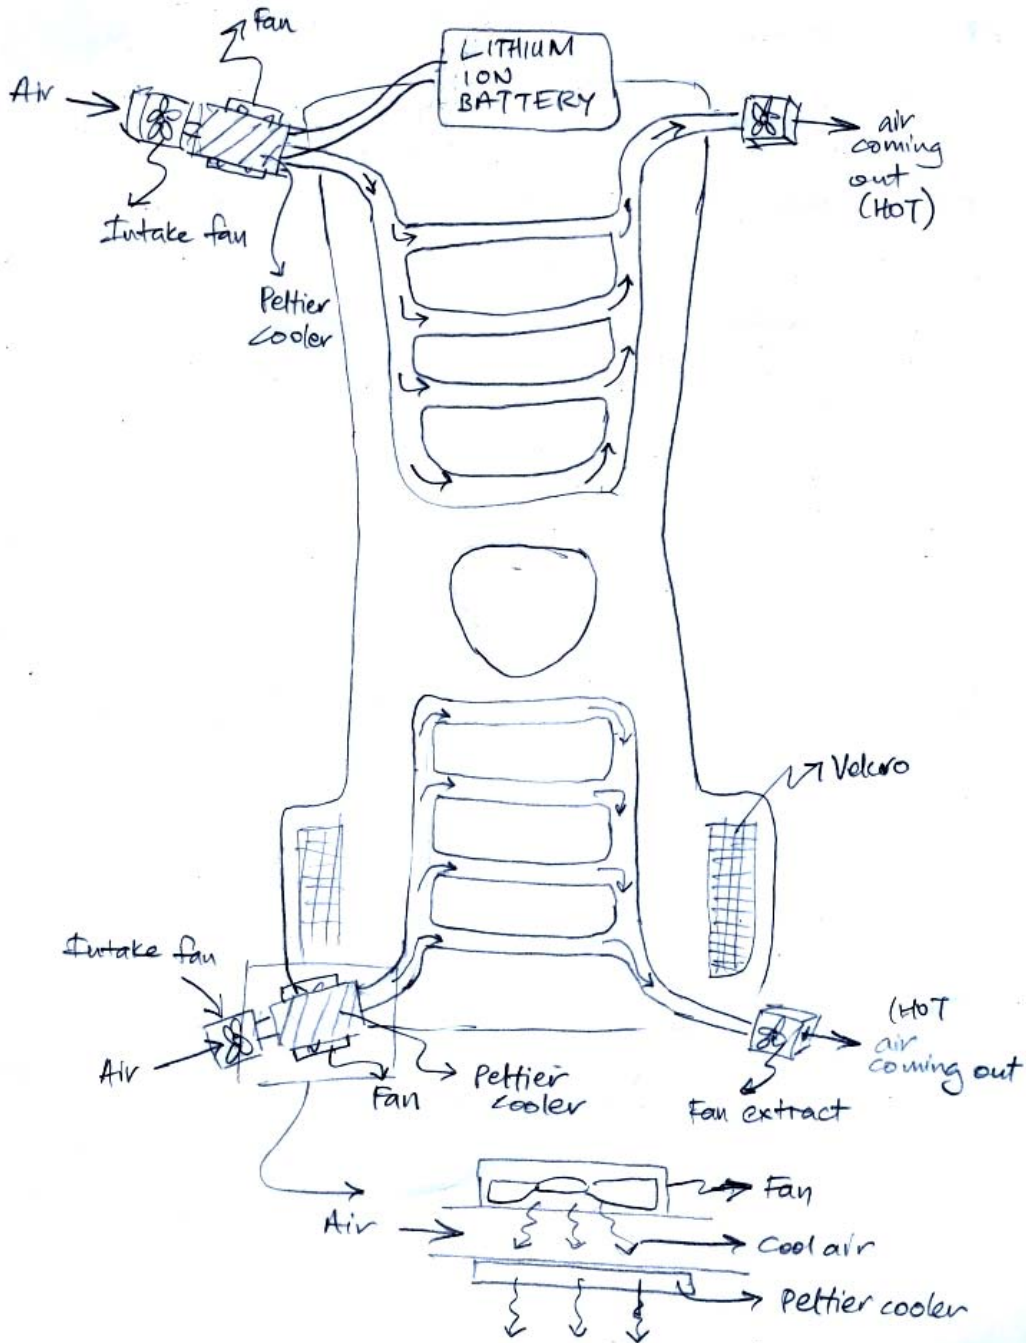 Fan
LITHIUM
ION
BATTERY
Air
air
coming
out
(HOT)
Intake fan
Peltier
cooler
Velcro
Intake fan
(HOT
air
coming out
Air
Fan
Peltier
cooler
Fan extract
Fan
Air
Cool air
Peltier cooler